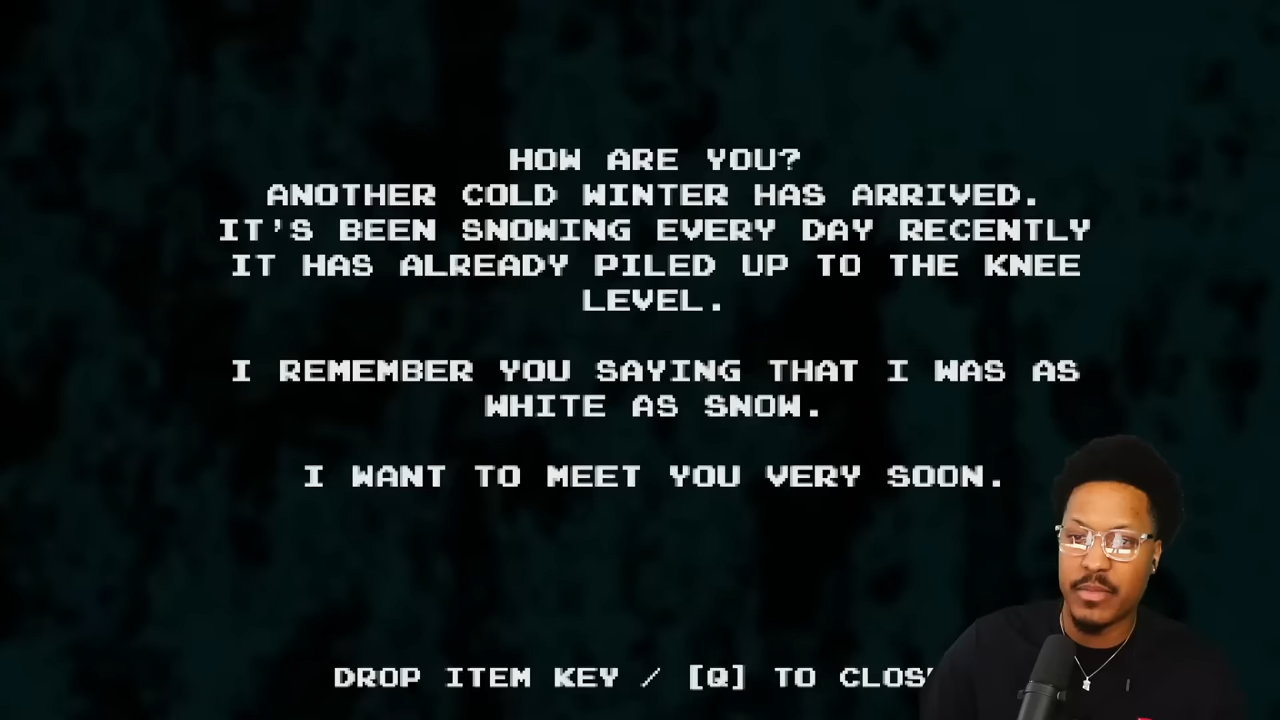 HOW ARE YOU?
ANOTHER COLD WINTER HAS ARRIVED.
IT'S BEEN SNOWING EVERY DAY RECENTLY
IT HAS ALREADY PILED UP TO THE KNEE
LEVEL.
I REMEMBER YOU SAYING THAT I WAS AS
WHITE AS SNOW.
I WANT TO MEET YOU VERY SOON.
DROP ITEM KEY / [Q] TO CLOS